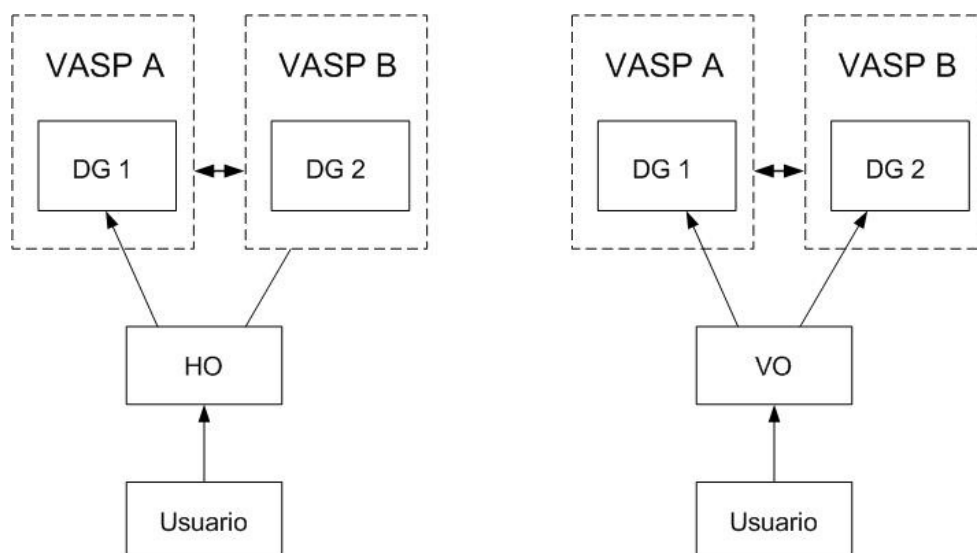 VASP A
VASP B
DG 1
DG 2
HO
Usuario
VASP A
VASP B
DG 1
DG 2
VO
Usuario